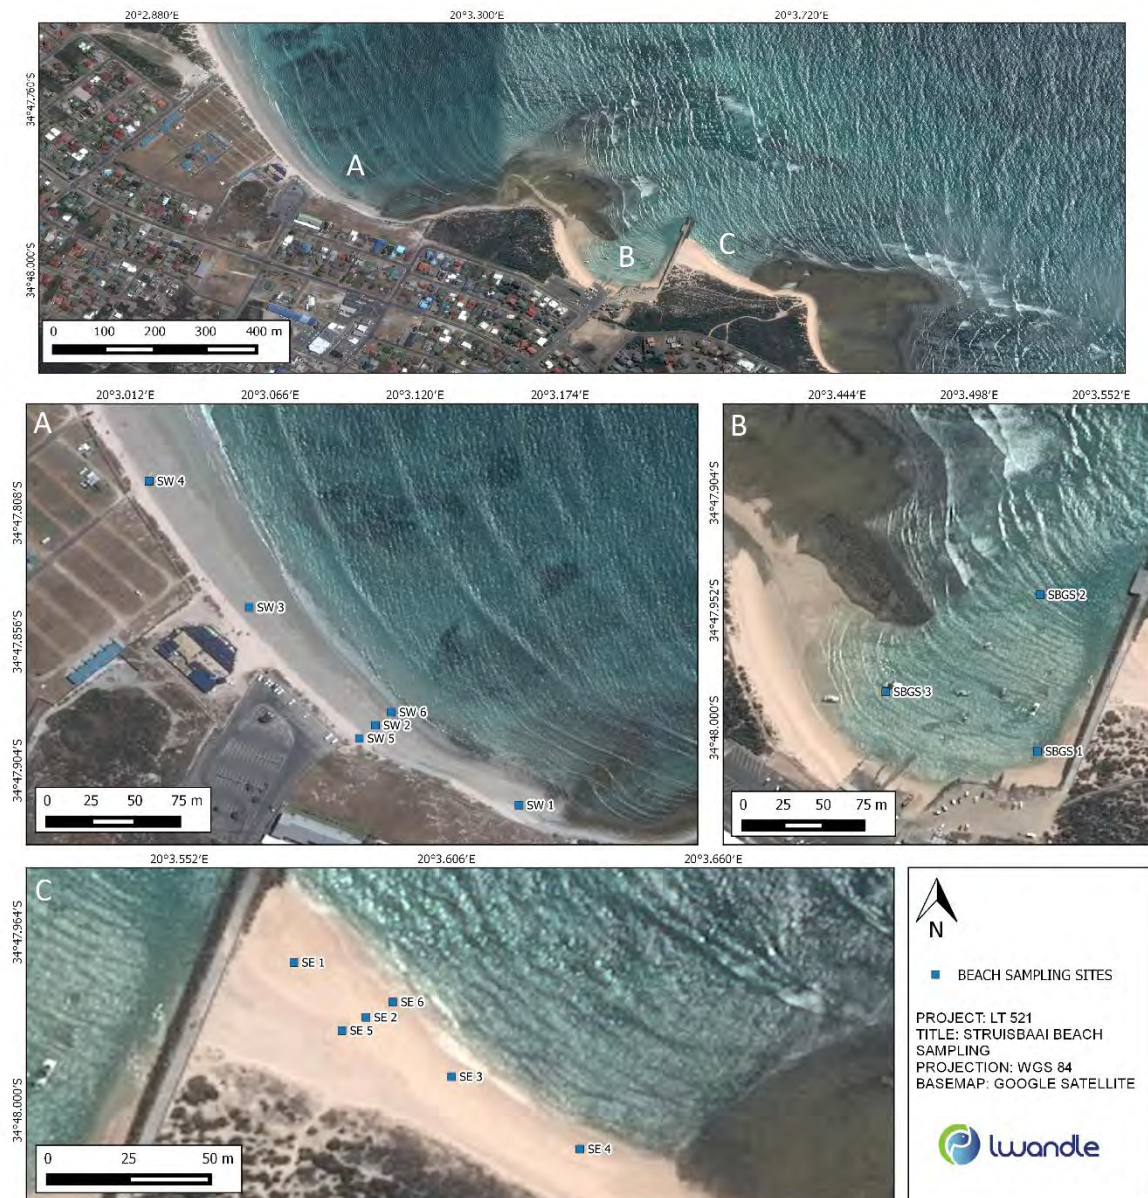 20°2.880'E 20°3.300'E 20°3.720'E
34°47.760'S
34°48.000'S
A
B
C
0 100 200 300 400 m
20°3.012'E 20°3.066'E 20°3.120'E 20°3.174'E
34°47.808'S
34°47.856'S
34°47.904'S
A
SW 4
SW 3
SW 6
SW 2
SW 5
SW 1
0 25 50 75 m
20°3.444'E 20°3.498'E 20°3.552'E
34°47.904'S
34°47.952'S
34°48.000'S
B
SBGS 2
SBGS 3
SBGS 1
0 25 50 75 m
20°3.552'E 20°3.606'E 20°3.660'E
34°47.964'S
34°48.000'S
C
SE 1
SE 6
SE 2
SE 5
SE 3
SE 4
0 25 50 m
N
BEACH SAMPLING SITES
PROJECT: LT 521
TITLE: STRUISBAAI BEACH
SAMPLING
PROJECTION: WGS 84
BASEMAP: GOOGLE SATELLITE
lwandle